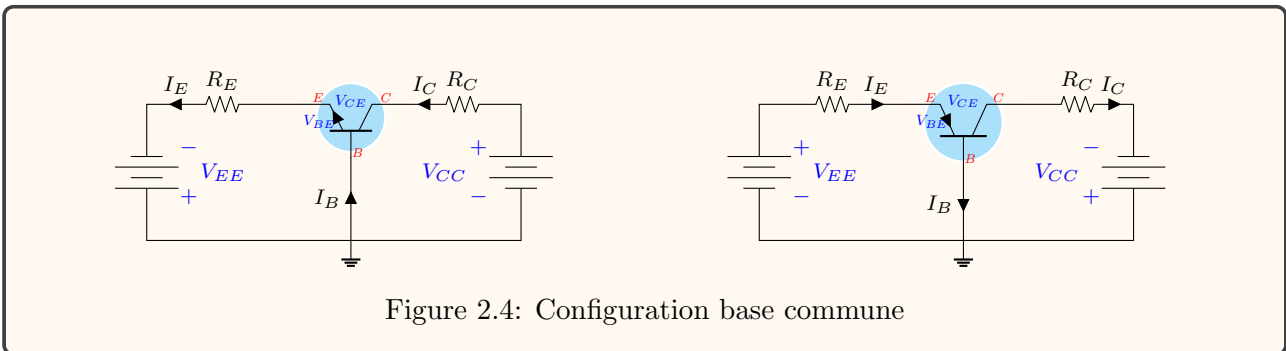 I_E R_E I_C R_C
E V_CE C
V_BE
B
− +
V_EE V_CC
+ −
I_B
R_E I_E R_C I_C
E V_CE C
V_BE
B
+ −
V_EE V_CC
− +
I_B
Figure 2.4: Configuration base commune